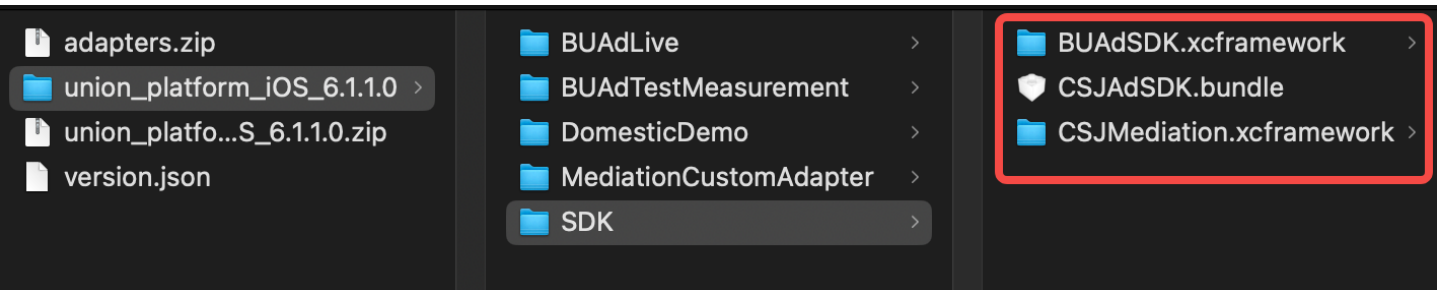 adapters.zip
union_platform_iOS_6.1.1.0
union_platfo...S_6.1.1.0.zip
version.json
BUAdLive
BUAdTestMeasurement
DomesticDemo
MediationCustomAdapter
SDK
BUAdSDK.xcframework
CSJAdSDK.bundle
CSJMediation.xcframework